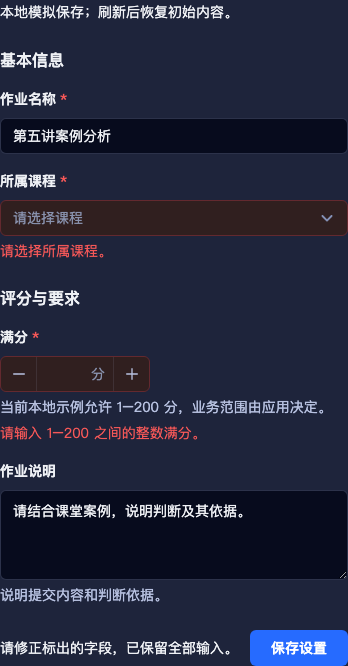 本地模拟保存；刷新后恢复初始内容。
基本信息
作业名称 *
第五讲案例分析
所属课程 *
请选择课程
请选择所属课程。
评分与要求
满分 *
− 分 +
当前本地示例允许 1—200 分，业务范围由应用决定。
请输入 1—200 之间的整数满分。
作业说明
请结合课堂案例，说明判断及其依据。
说明提交内容和判断依据。
请修正标出的字段，已保留全部输入。 保存设置